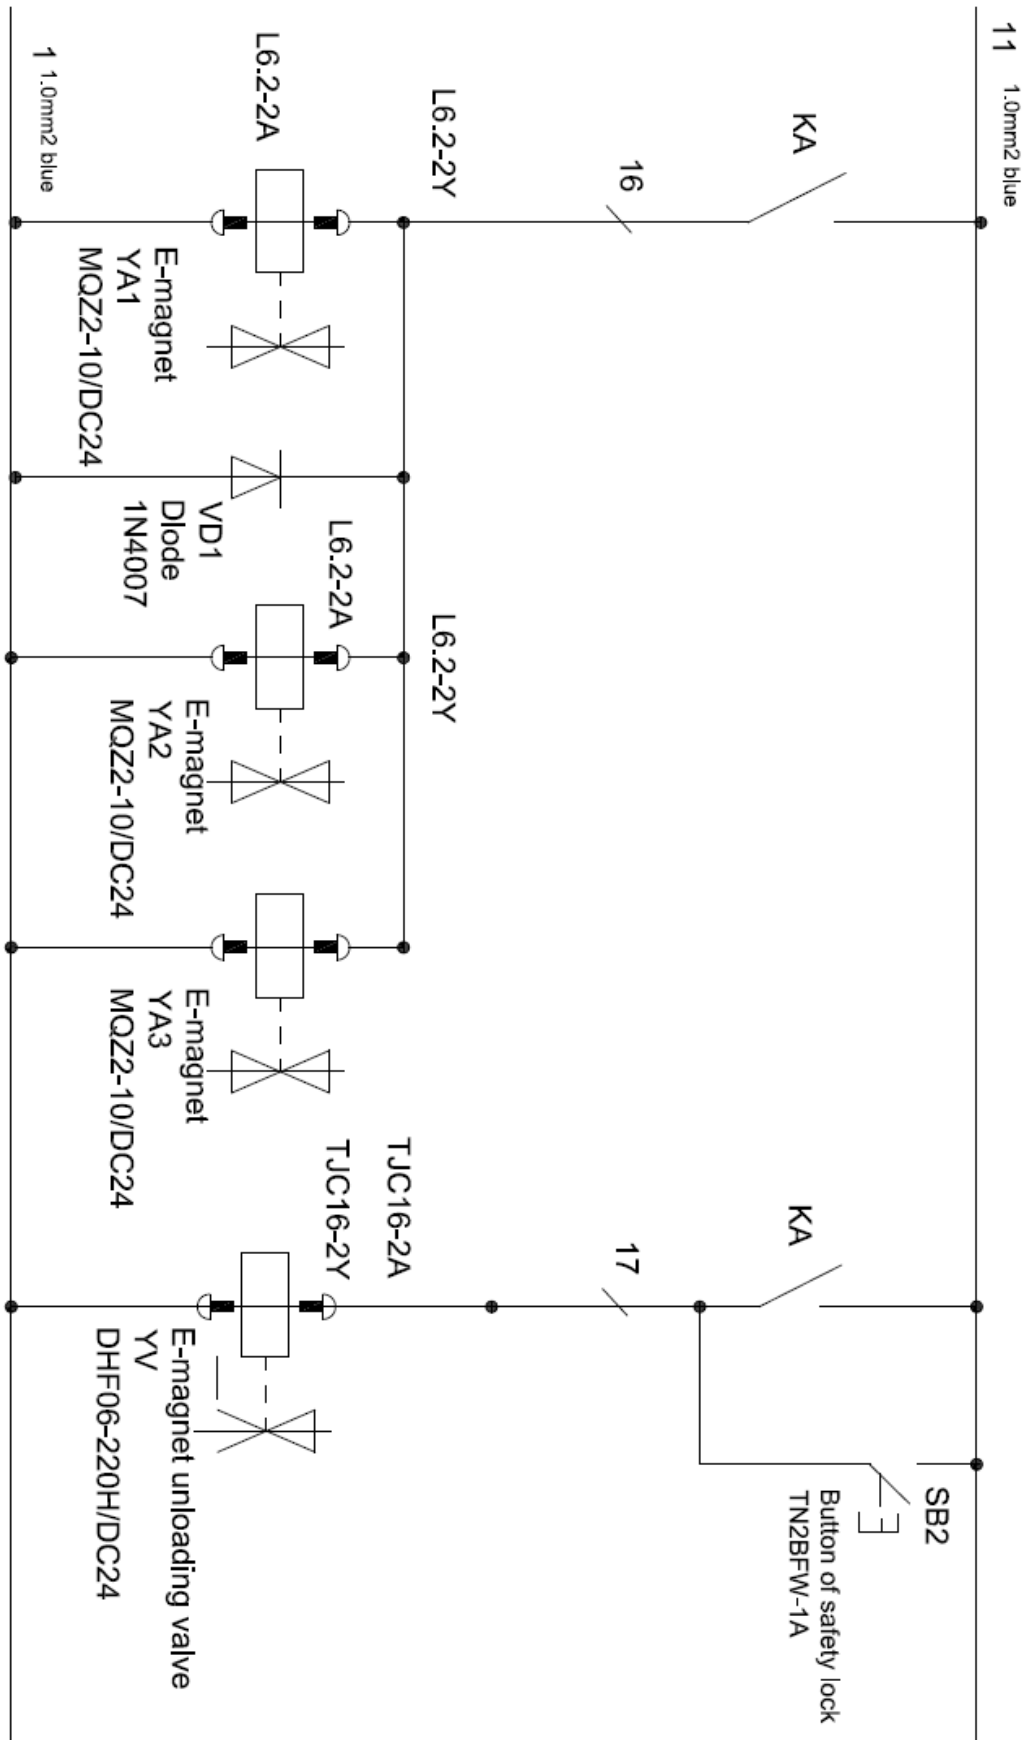 11 1.0mm2 blue
KA
16
L6.2-2Y
L6.2-2A
1 1.0mm2 blue
E-magnet
YA1
MQZ2-10/DC24
VD1
DIode
1N4007
L6.2-2Y
L6.2-2A
E-magnet
YA2
MQZ2-10/DC24
E-magnet
YA3
MQZ2-10/DC24
KA
17
TJC16-2A
TJC16-2Y
E-magnet unloading valve
YV
DHF06-220H/DC24
SB2
Button of safety lock
TN2BFW-1A